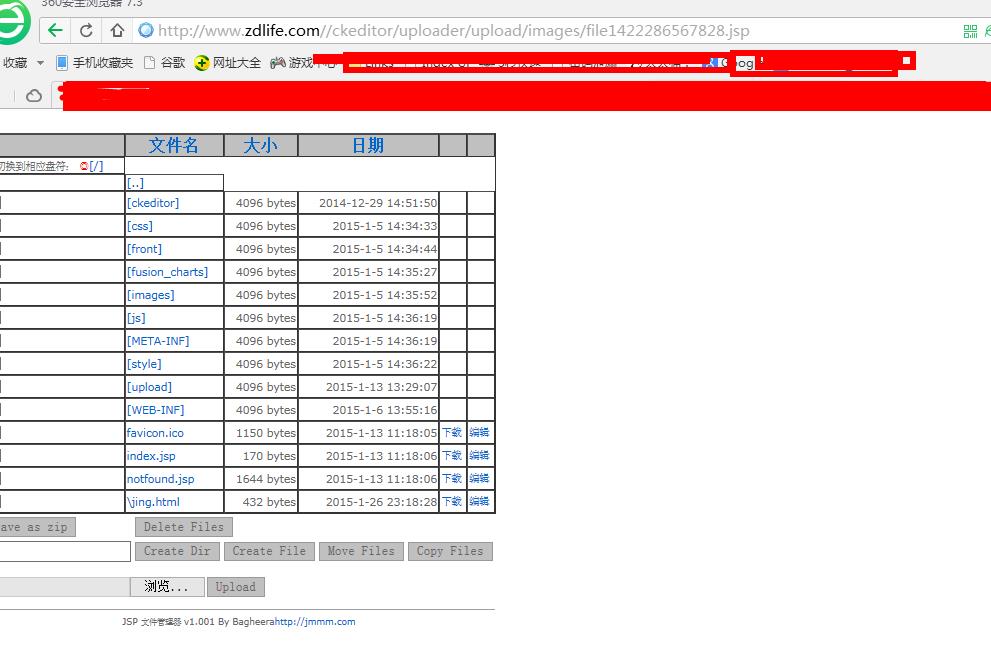 360安全浏览器 7.3
http://www.zdlife.com//ckeditor/uploader/upload/images/file1422286567828.jsp
收藏 手机收藏夹 谷歌 网址大全 游戏
文件名 大小 日期
切换到相应盘符: [/]
[..]
[ckeditor] 4096 bytes 2014-12-29 14:51:50
[css] 4096 bytes 2015-1-5 14:34:33
[front] 4096 bytes 2015-1-5 14:34:44
[fusion_charts] 4096 bytes 2015-1-5 14:35:27
[images] 4096 bytes 2015-1-5 14:35:52
[js] 4096 bytes 2015-1-5 14:36:19
[META-INF] 4096 bytes 2015-1-5 14:36:19
[style] 4096 bytes 2015-1-5 14:36:22
[upload] 4096 bytes 2015-1-13 13:29:07
[WEB-INF] 4096 bytes 2015-1-6 13:55:16
favicon.ico 1150 bytes 2015-1-13 11:18:05 下载 编辑
index.jsp 170 bytes 2015-1-13 11:18:06 下载 编辑
notfound.jsp 1644 bytes 2015-1-13 11:18:06 下载 编辑
\jing.html 432 bytes 2015-1-26 23:18:28 下载 编辑
ave as zip Delete Files
Create Dir Create File Move Files Copy Files
浏览... Upload
JSP 文件管理器 v1.001 By Bagheerahttp://jmmm.com